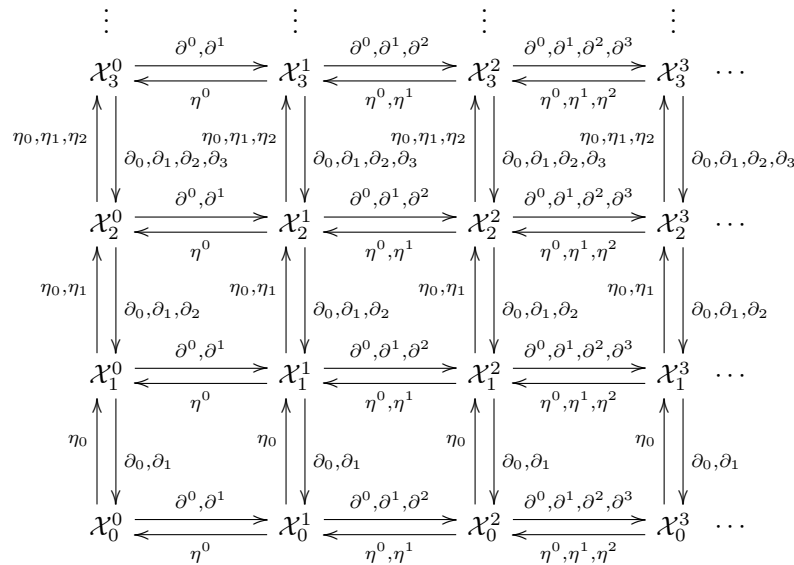 ⋮ ⋮ ⋮ ⋮
∂⁰,∂¹ ∂⁰,∂¹,∂² ∂⁰,∂¹,∂²,∂³
𝒳₃⁰ 𝒳₃¹ 𝒳₃² 𝒳₃³ ⋯
η⁰ η⁰,η¹ η⁰,η¹,η²
η₀,η₁,η₂ η₀,η₁,η₂ η₀,η₁,η₂ η₀,η₁,η₂
∂₀,∂₁,∂₂,∂₃ ∂₀,∂₁,∂₂,∂₃ ∂₀,∂₁,∂₂,∂₃ ∂₀,∂₁,∂₂,∂₃
∂⁰,∂¹ ∂⁰,∂¹,∂² ∂⁰,∂¹,∂²,∂³
𝒳₂⁰ 𝒳₂¹ 𝒳₂² 𝒳₂³ ⋯
η⁰ η⁰,η¹ η⁰,η¹,η²
η₀,η₁ η₀,η₁ η₀,η₁ η₀,η₁
∂₀,∂₁,∂₂ ∂₀,∂₁,∂₂ ∂₀,∂₁,∂₂ ∂₀,∂₁,∂₂
∂⁰,∂¹ ∂⁰,∂¹,∂² ∂⁰,∂¹,∂²,∂³
𝒳₁⁰ 𝒳₁¹ 𝒳₁² 𝒳₁³ ⋯
η⁰ η⁰,η¹ η⁰,η¹,η²
η₀ η₀ η₀ η₀
∂₀,∂₁ ∂₀,∂₁ ∂₀,∂₁ ∂₀,∂₁
∂⁰,∂¹ ∂⁰,∂¹,∂² ∂⁰,∂¹,∂²,∂³
𝒳₀⁰ 𝒳₀¹ 𝒳₀² 𝒳₀³ ⋯
η⁰ η⁰,η¹ η⁰,η¹,η²